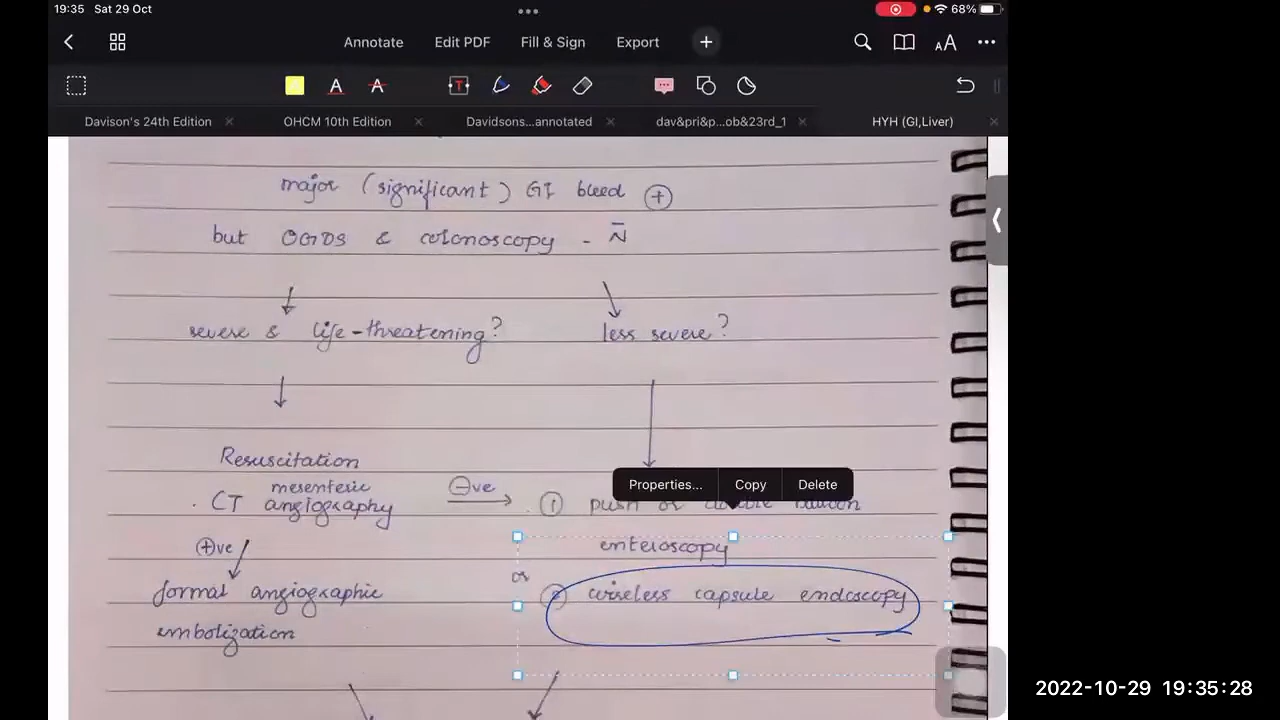 19:35 Sat 29 Oct
68%
Annotate Edit PDF Fill & Sign Export
Davison's 24th Edition OHCM 10th Edition Davidsons...annotated dav&pri&p...ob&23rd_1 HYH (GI,Liver)
major (significant) GI bleed +
but OGDS & colonoscopy - N̄
severe & life-threatening? less severe?
Resuscitation
Properties... Copy Delete
mesenteric
CT angiography -ve ① push or double balloon
enteroscopy
+ve
or
formal angiographic ② wireless capsule endoscopy
embolization
2022-10-29 19:35:28